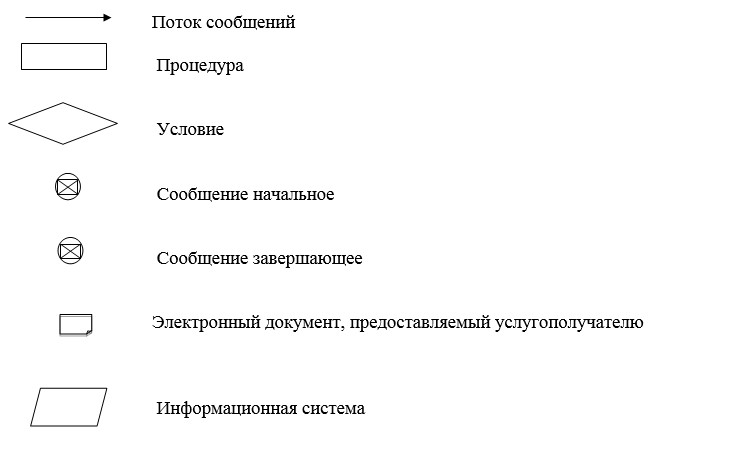 Поток сообщений
Процедура
Условие
Сообщение начальное
Сообщение завершающее
Электронный документ, предоставляемый услугополучателю
Информационная система